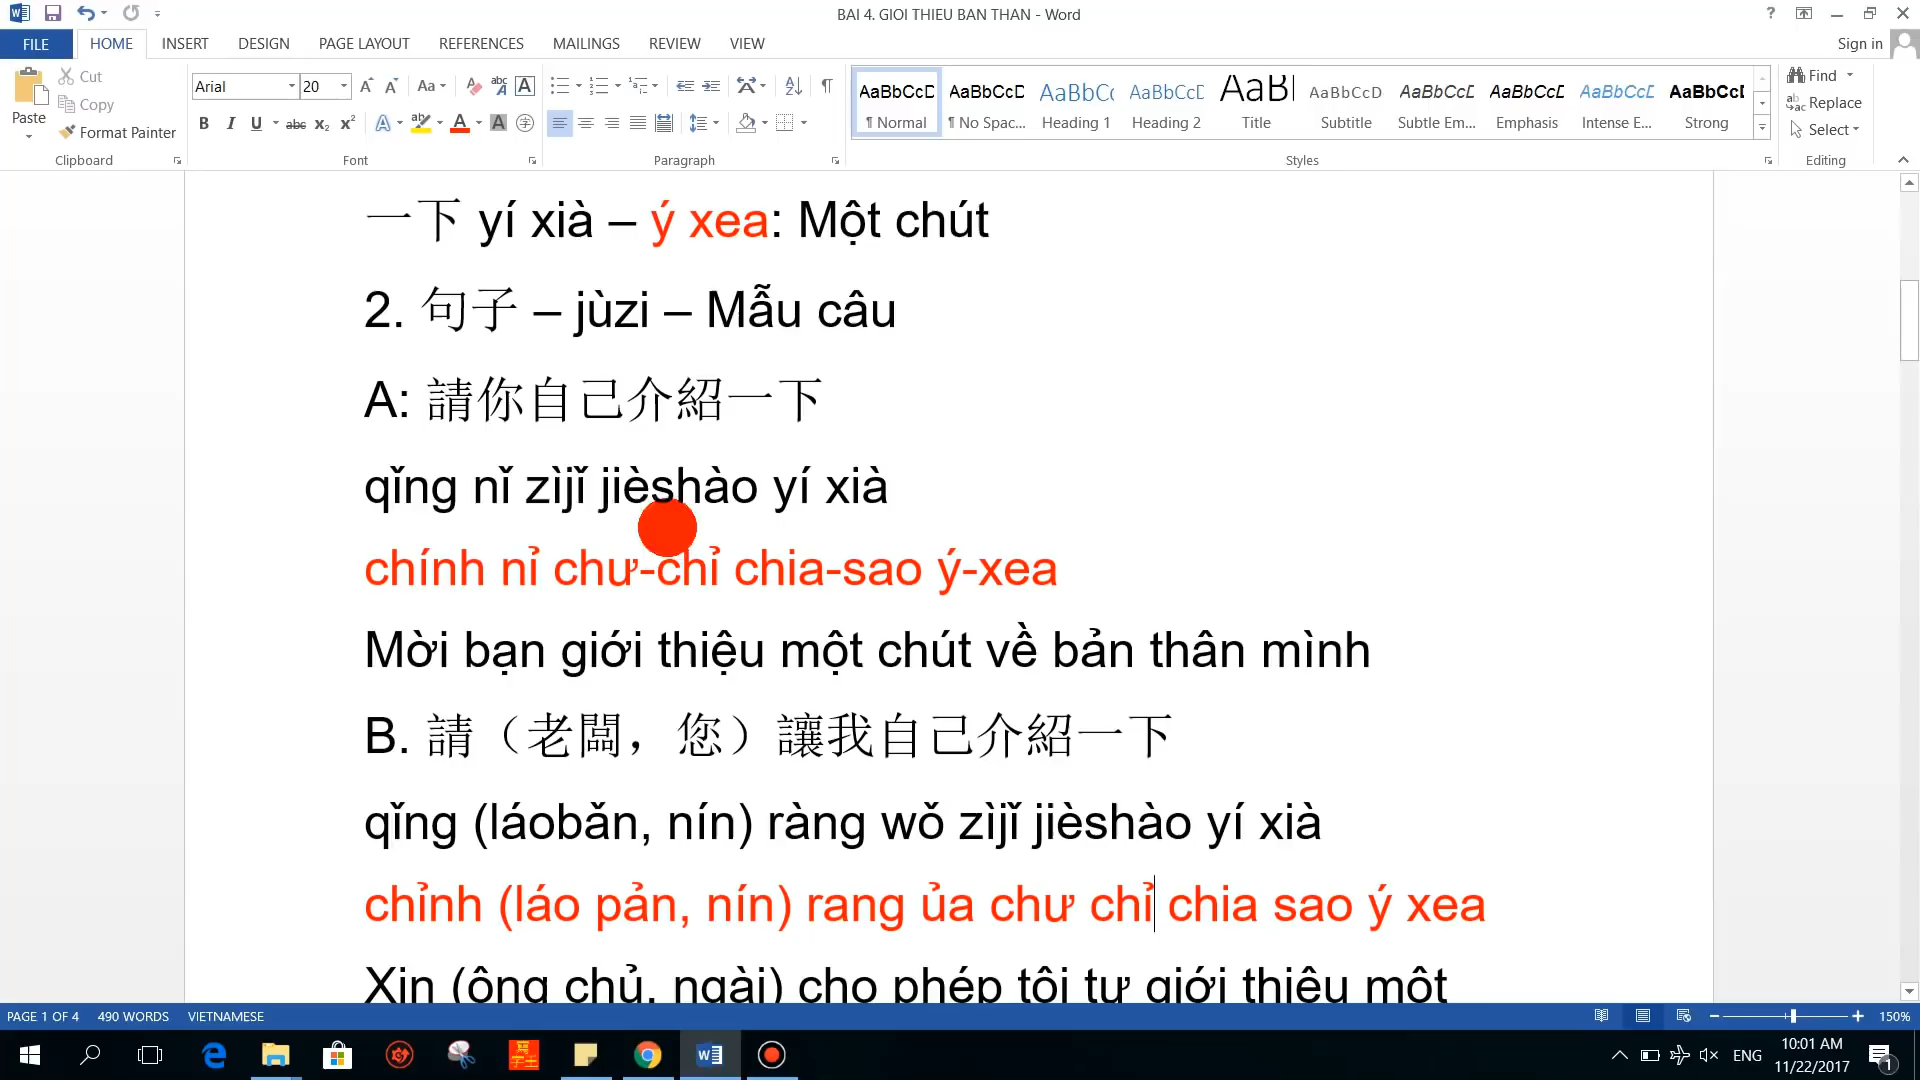 BAI 4. GIOI THIEU BAN THAN - Word
FILE HOME INSERT DESIGN PAGE LAYOUT REFERENCES MAILINGS REVIEW VIEW Sign in
Paste Cut Copy Format Painter
Arial 20
AaBbCcD AaBbCcD AaBbCc AaBbCcD AaBl AaBbCcD AaBbCcD AaBbCcD AaBbCcD AaBbCcD
¶ Normal ¶ No Spac... Heading 1 Heading 2 Title Subtitle Subtle Em... Emphasis Intense E... Strong
Find
Replace
Select
Clipboard Font Paragraph Styles Editing
一下 yí xià – ý xea: Một chút
2. 句子 – jùzi – Mẫu câu
A: 請你自己介紹一下
qǐng nǐ zìjǐ jièshào yí xià
chính nỉ chư-chỉ chia-sao ý-xea
Mời bạn giới thiệu một chút về bản thân mình
B. 請（老闆，您）讓我自己介紹一下
qǐng (láobǎn, nín) ràng wǒ zìjǐ jièshào yí xià
chỉnh (láo pản, nín) rang ủa chư chỉ chia sao ý xea
Xin (ông chủ, ngài) cho phép tôi tự giới thiệu một
PAGE 1 OF 4 490 WORDS VIETNAMESE 150%
ENG 10:01 AM
11/22/2017 1